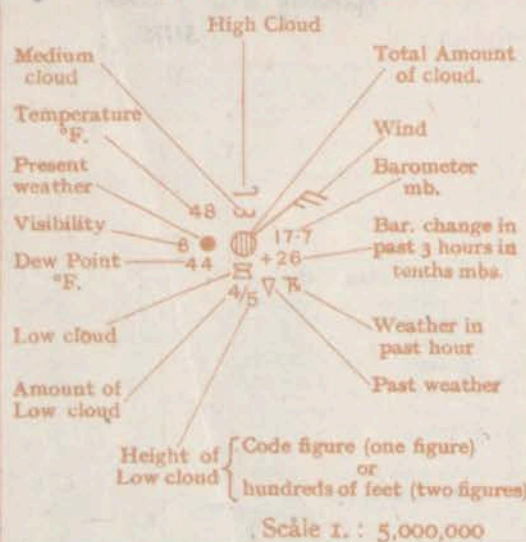 High Cloud
Medium
cloud
Total Amount
of cloud.
Temperature
°F.
Wind
Present
weather
Barometer
mb.
48
Visibility
8
17·7
Bar. change in
past 3 hours in
tenths mbs.
Dew Point
°F.
44
+26
4/5
Low cloud
Weather in
past hour
Amount of
Low cloud
Past weather
Height of
Low cloud
Code figure (one figure)
or
hundreds of feet (two figures)
Scale 1. : 5,000,000